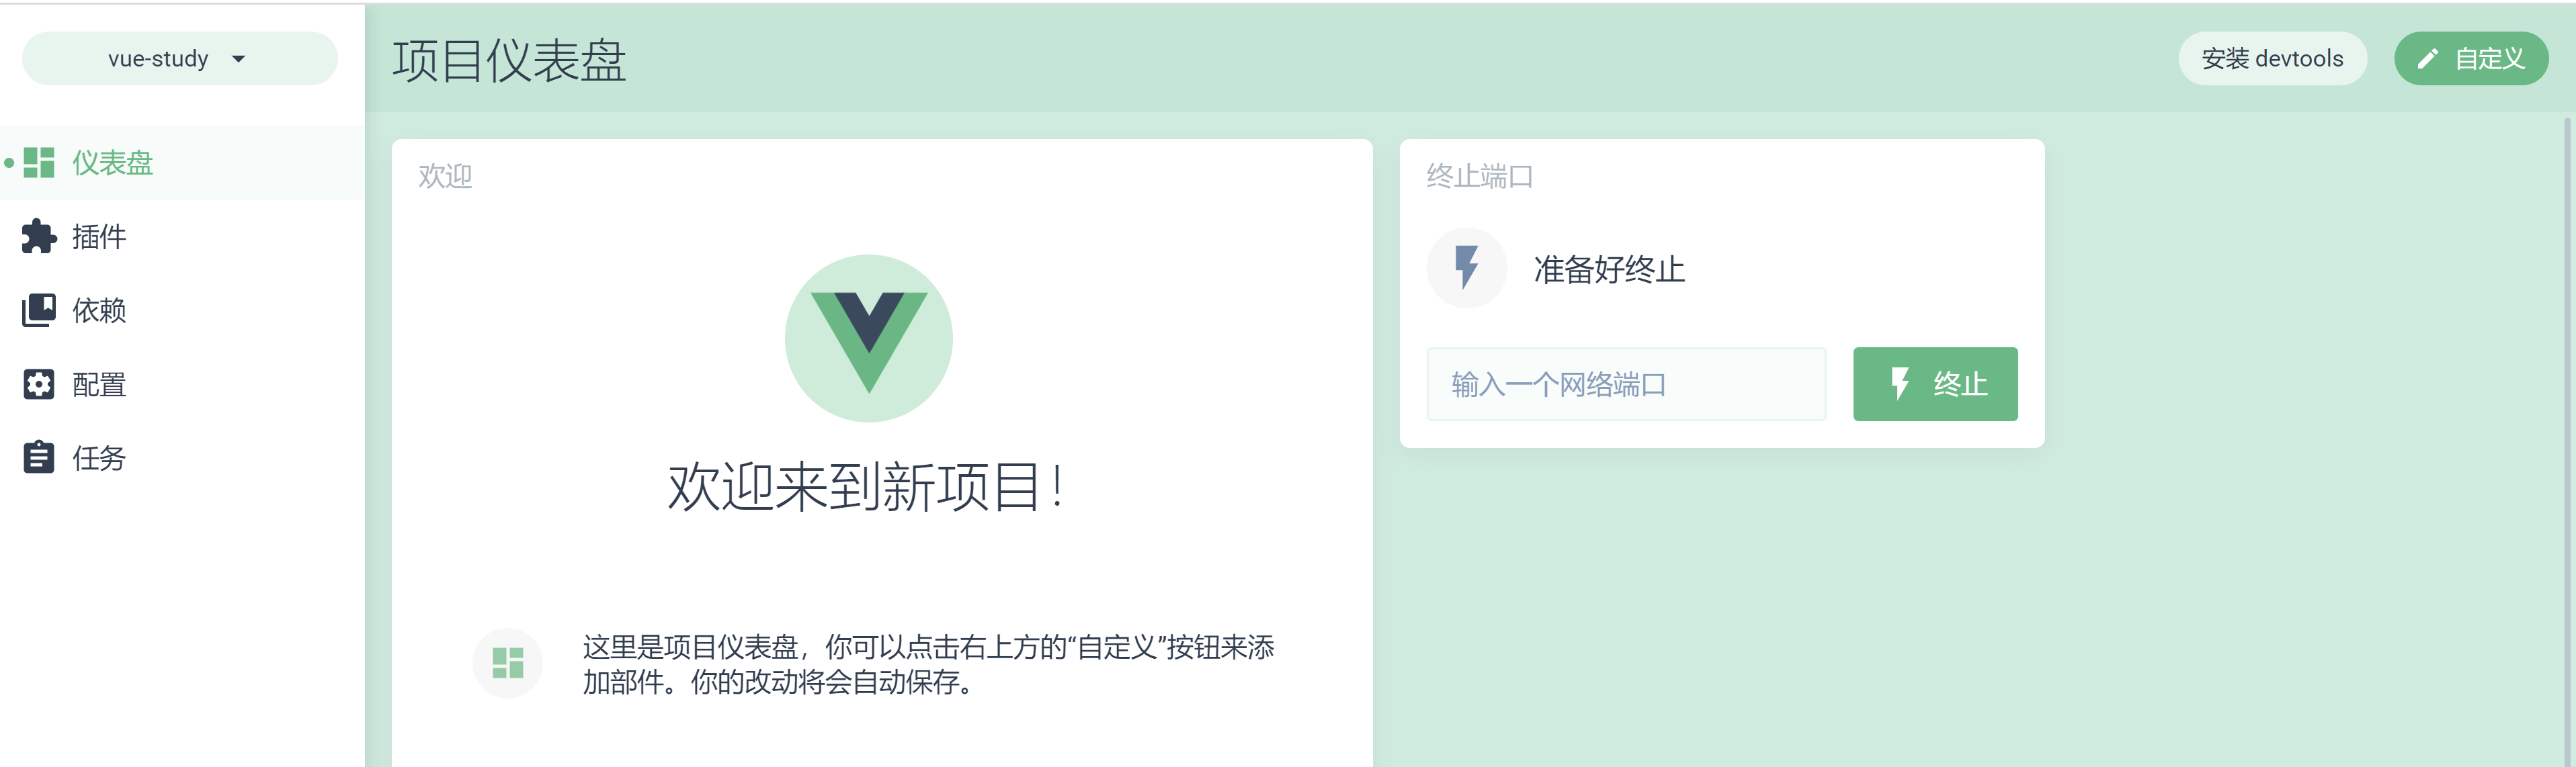 vue-study
项目仪表盘
安装 devtools
自定义
仪表盘
插件
依赖
配置
任务
欢迎
欢迎来到新项目！
这里是项目仪表盘，你可以点击右上方的“自定义”按钮来添
加部件。你的改动将会自动保存。
终止端口
准备好终止
输入一个网络端口
终止